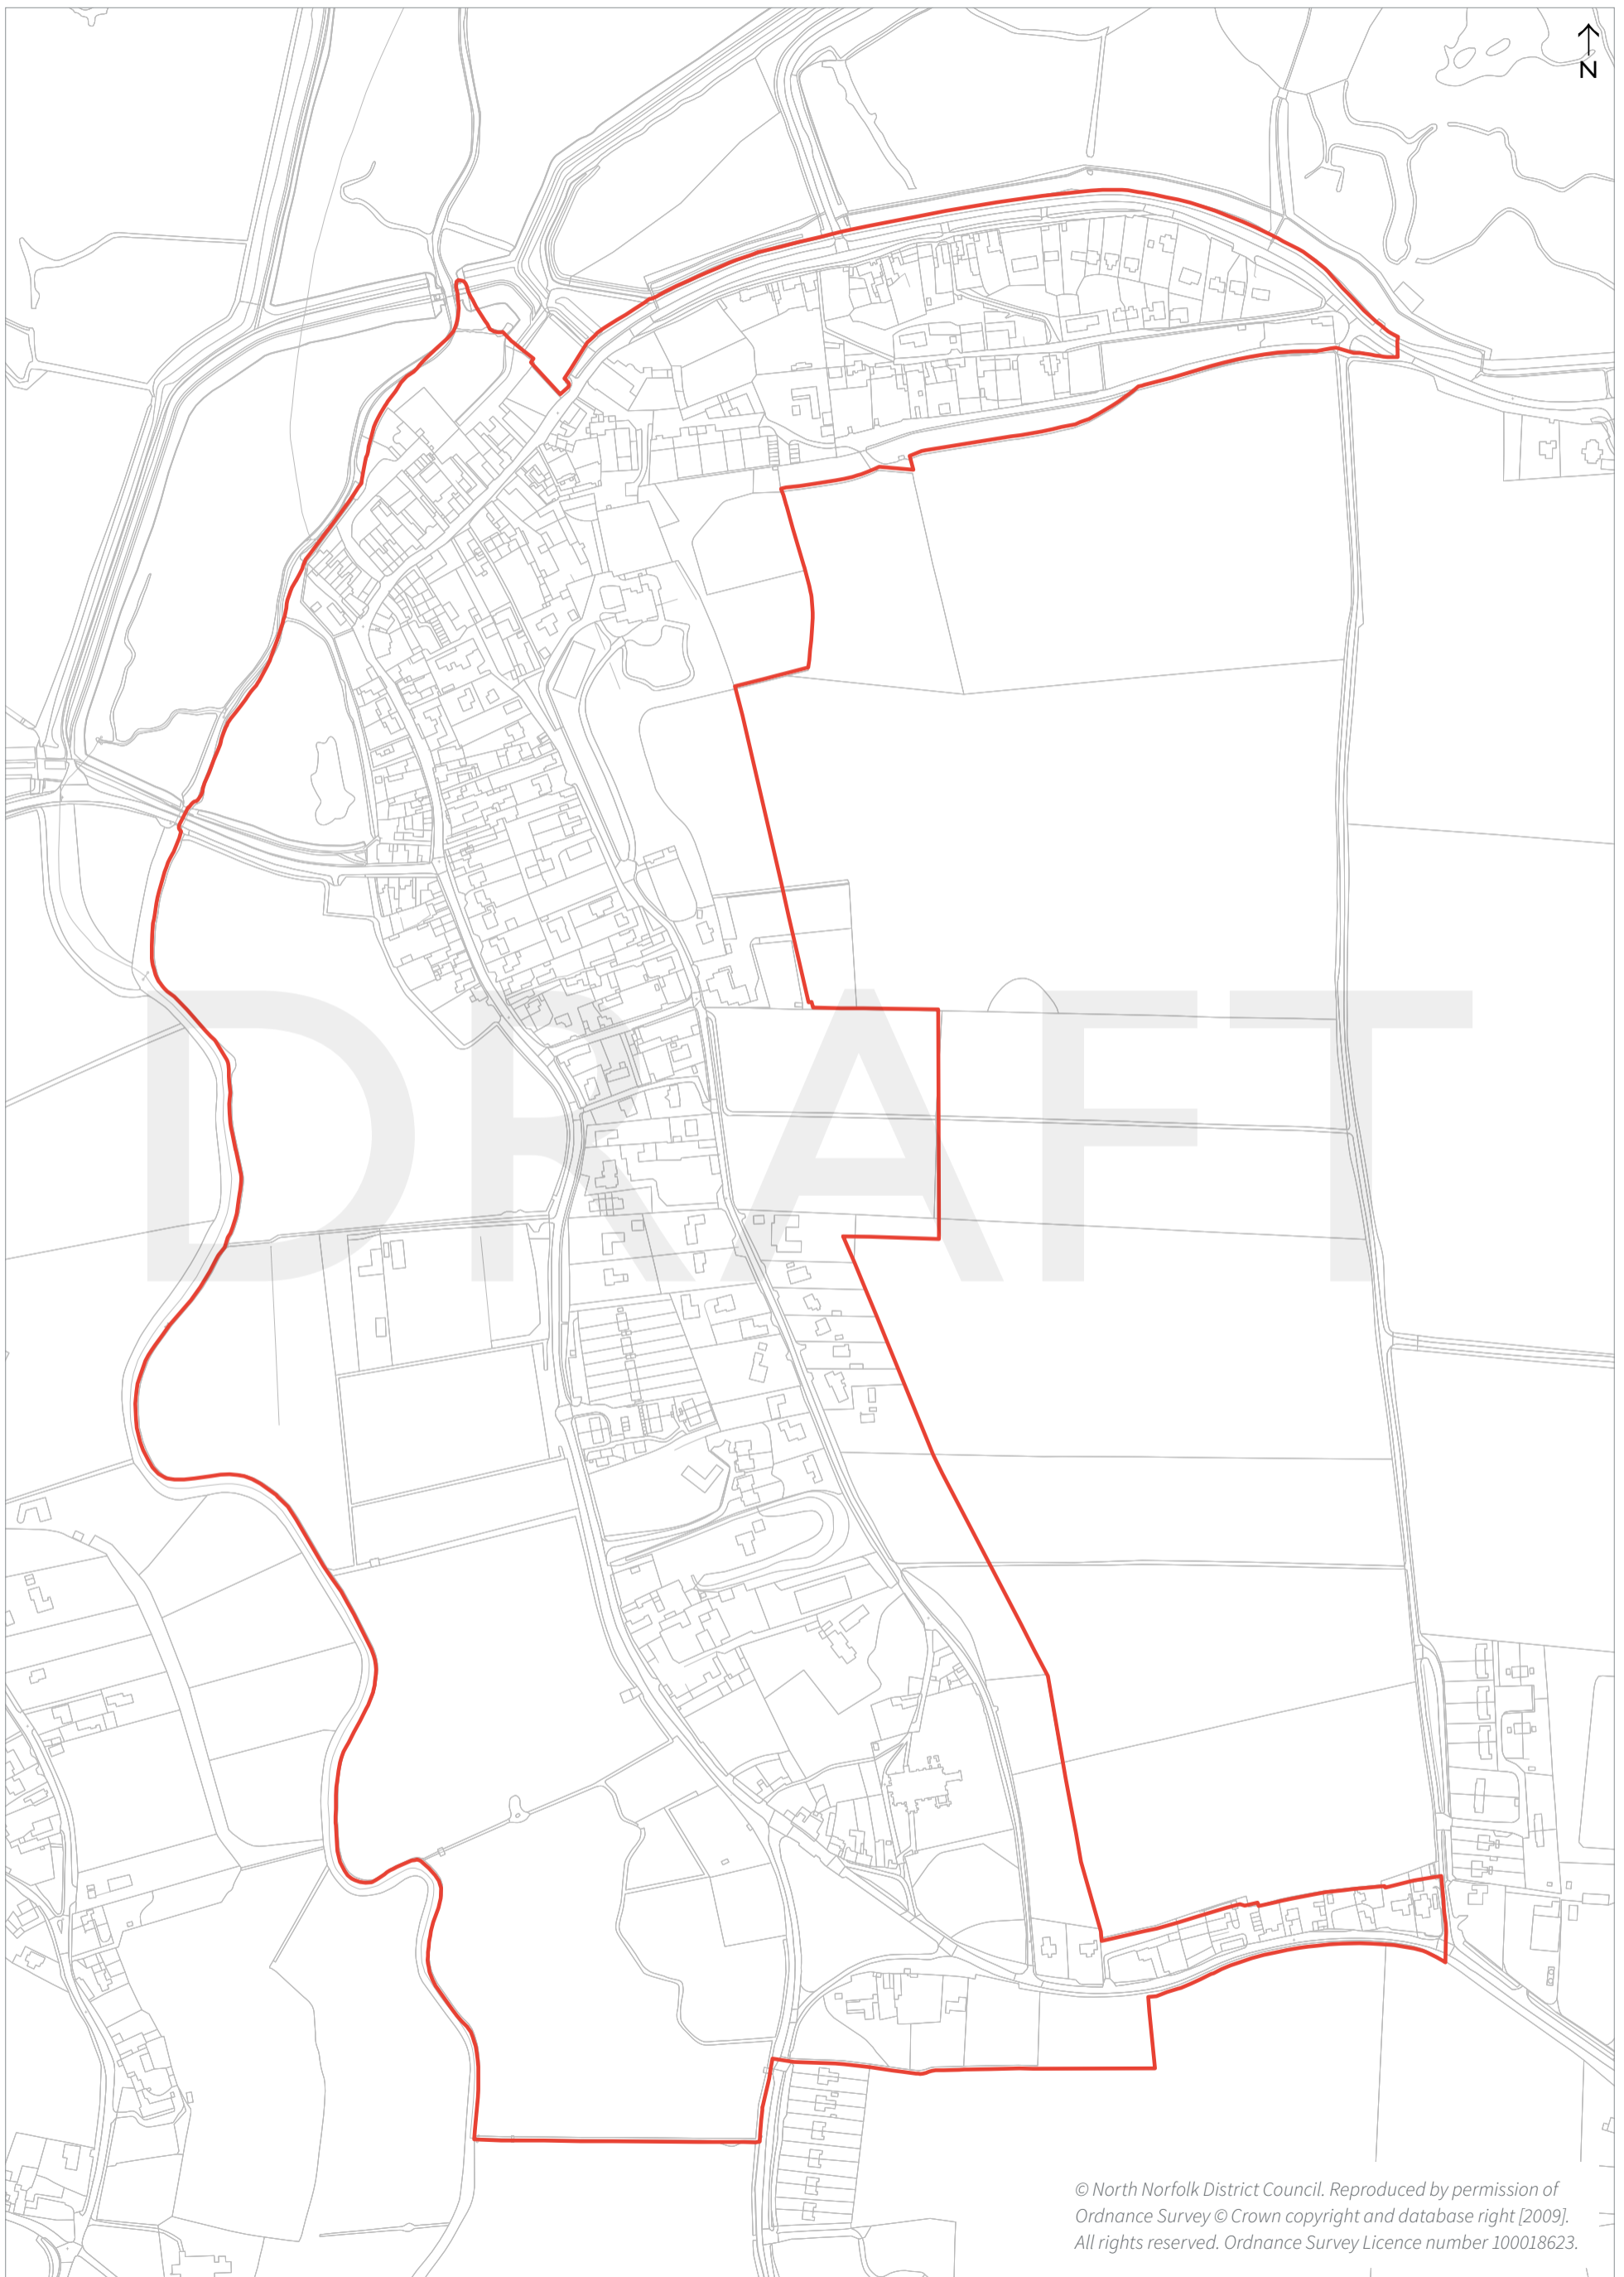 N
DRAFT
© North Norfolk District Council. Reproduced by permission of
Ordnance Survey © Crown copyright and database right [2009].
All rights reserved. Ordnance Survey Licence number 100018623.